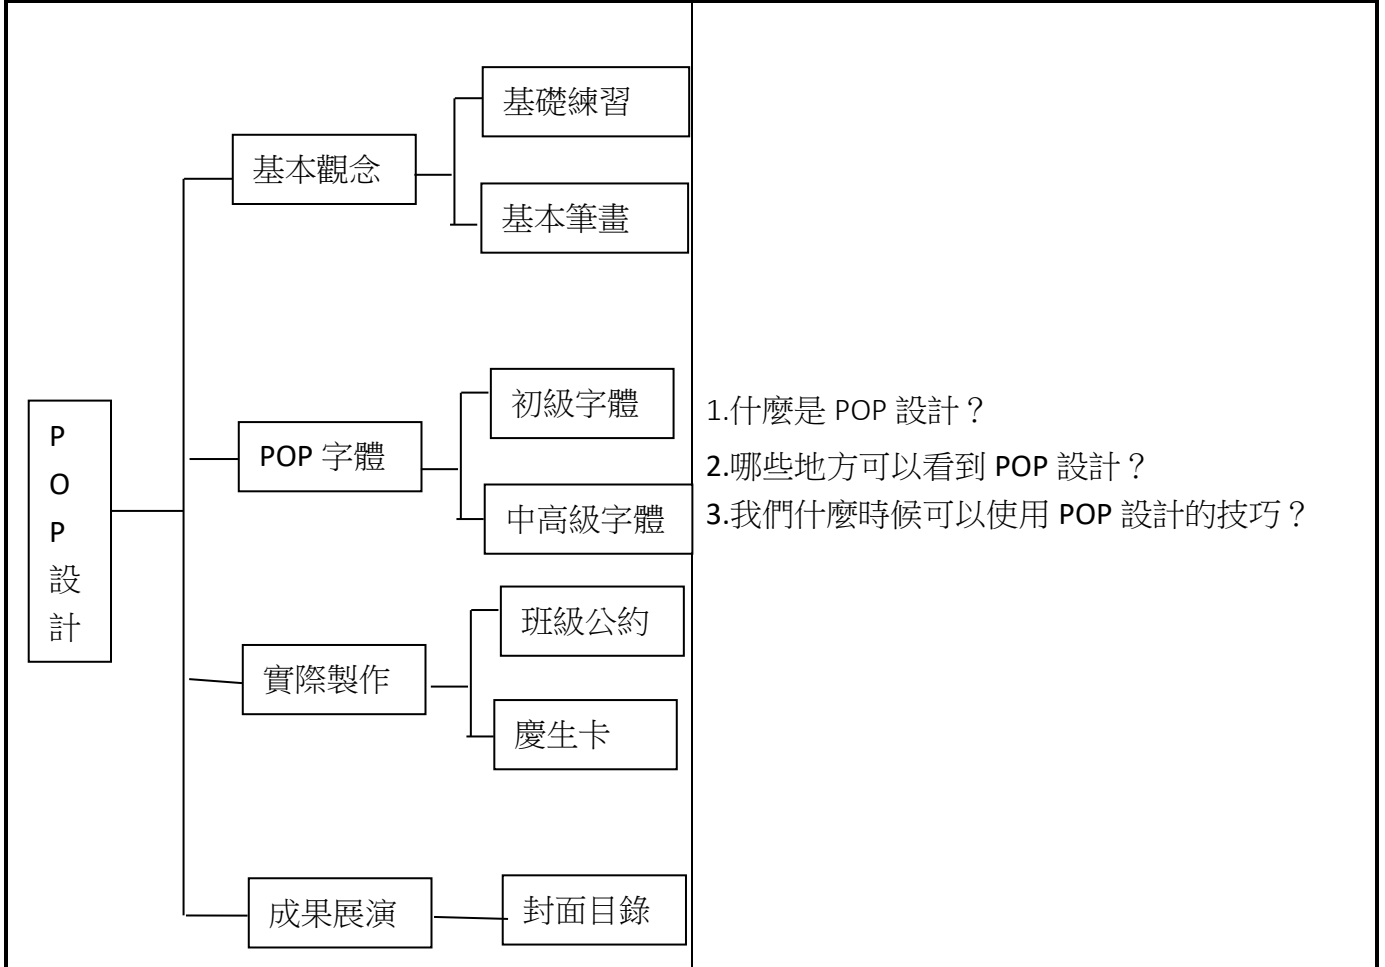 POP設計
基本觀念
基礎練習
基本筆畫
POP 字體
初級字體
中高級字體
實際製作
班級公約
慶生卡
成果展演
封面目錄
1.什麼是 POP 設計？
2.哪些地方可以看到 POP 設計？
3.我們什麼時候可以使用 POP 設計的技巧？